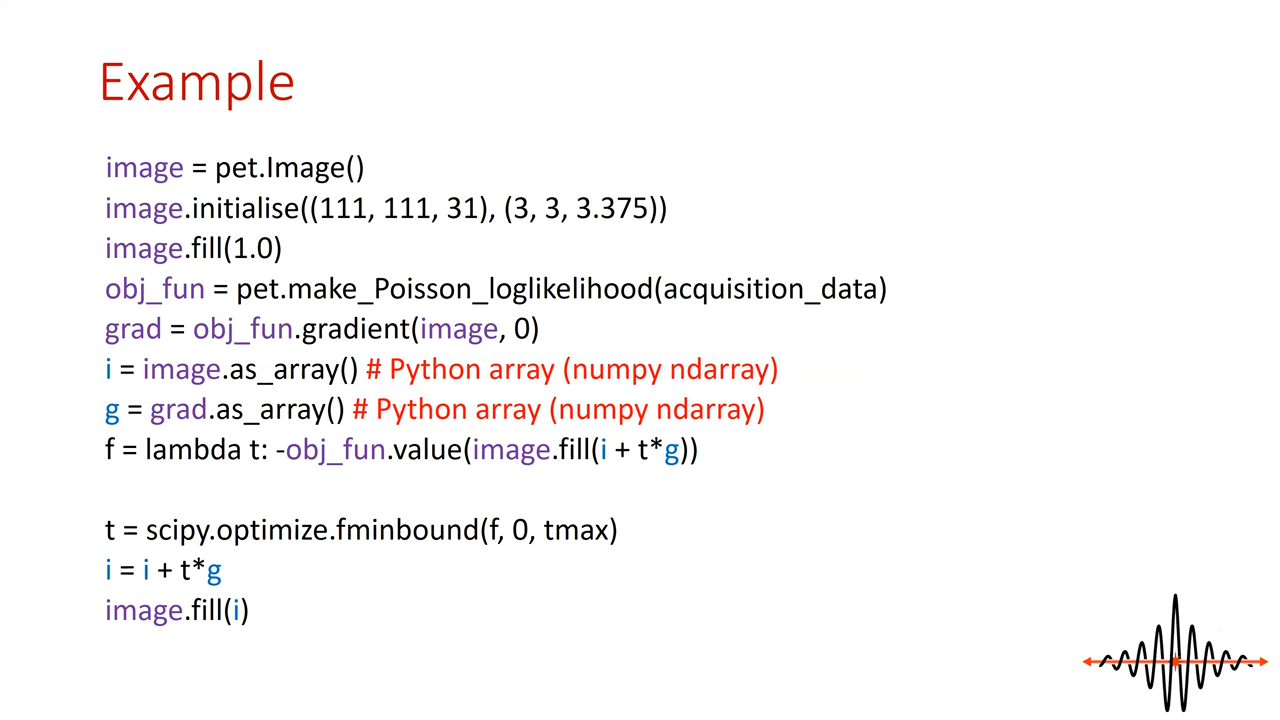 Example
image = pet.Image()
image.initialise((111, 111, 31), (3, 3, 3.375))
image.fill(1.0)
obj_fun = pet.make_Poisson_loglikelihood(acquisition_data)
grad = obj_fun.gradient(image, 0)
i = image.as_array() # Python array (numpy ndarray)
g = grad.as_array() # Python array (numpy ndarray)
f = lambda t: -obj_fun.value(image.fill(i + t*g))
t = scipy.optimize.fminbound(f, 0, tmax)
i = i + t*g
image.fill(i)